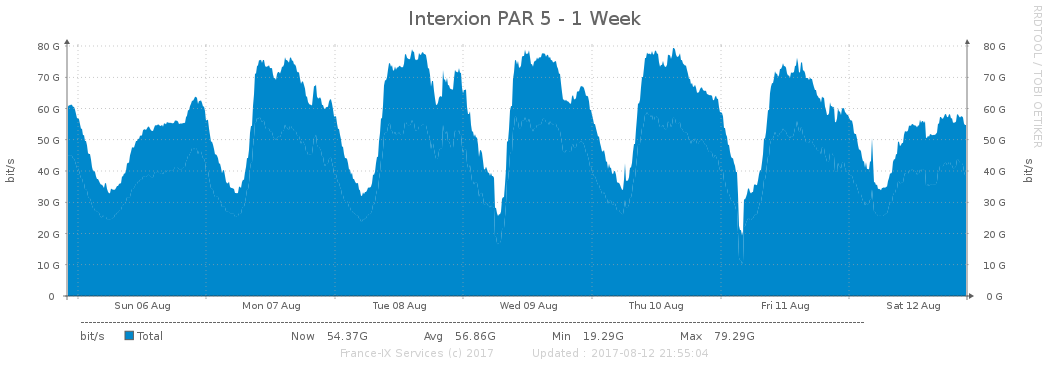 Interxion PAR 5 - 1 Week
RRDTOOL / TOBI OETIKER
bit/s
80 G 80 G
70 G 70 G
60 G 60 G
50 G 50 G
40 G 40 G
30 G 30 G
20 G 20 G
10 G 10 G
0 0 G
bit/s
Sun 06 Aug Mon 07 Aug Tue 08 Aug Wed 09 Aug Thu 10 Aug Fri 11 Aug Sat 12 Aug
bit/s Total Now 54.37G Avg 56.86G Min 19.29G Max 79.29G
France-IX Services (c) 2017 Updated : 2017-08-12 21:55:04